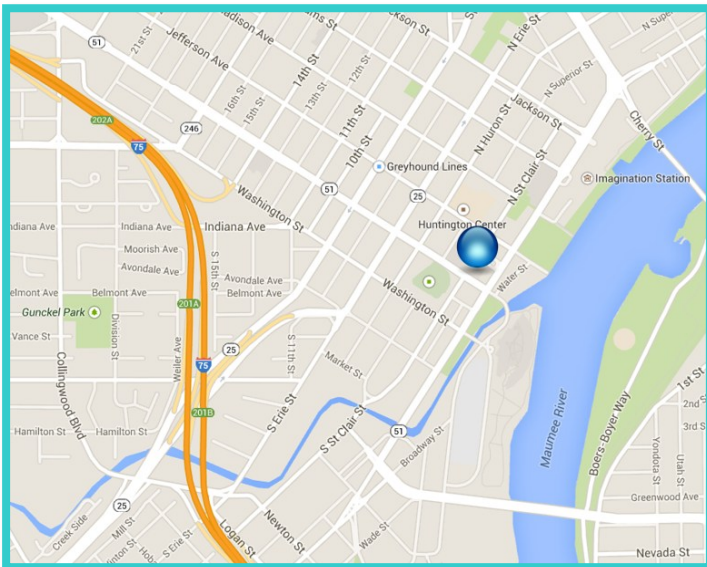 51
21st St
Jefferson Ave
Madison Ave
Jackson St
N Erie St
N Superior St
14th St
12th St
16th St
15th St
13th St
202A
246
75
11th St
10th St
Greyhound Lines
N Huron St
Jackson St
Cherry St
N St Clair St
Imagination Station
51
25
Washington St
Huntington Center
Indiana Ave
Indiana Ave
Indiana Ave
Moorish Ave
Avondale Ave
S 15th St
Avondale Ave
Belmont Ave
Belmont Ave
elmont Ave
Gunckel Park
201A
Water St
Washington St
Vance St
Division St
Weiler Ave
25
75
S 11th St
Market St
Collingwood Blvd
201B
S Erie St
S St Clair St
51
Broadway St
Maumee River
Boers-Boyer Way
1st St
2nd S
3rd S
Hamilton St
Hamilton St
Yondota St
Utah St
Greenwood Ave
25
Creek Side
Mill St
S Erie St
Logan St
Newton St
Wade St
Nevada St